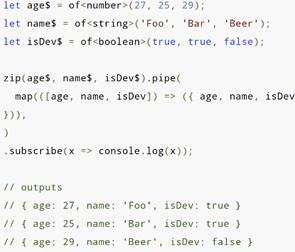 let age$ = of<number>(27, 25, 29);
let name$ = of<string>('Foo', 'Bar', 'Beer');
let isDev$ = of<boolean>(true, true, false);
zip(age$, name$, isDev$).pipe(
map(([age, name, isDev]) => ({ age, name, isDev
})),
)
.subscribe(x => console.log(x));
// outputs
// { age: 27, name: 'Foo', isDev: true }
// { age: 25, name: 'Bar', isDev: true }
// { age: 29, name: 'Beer', isDev: false }